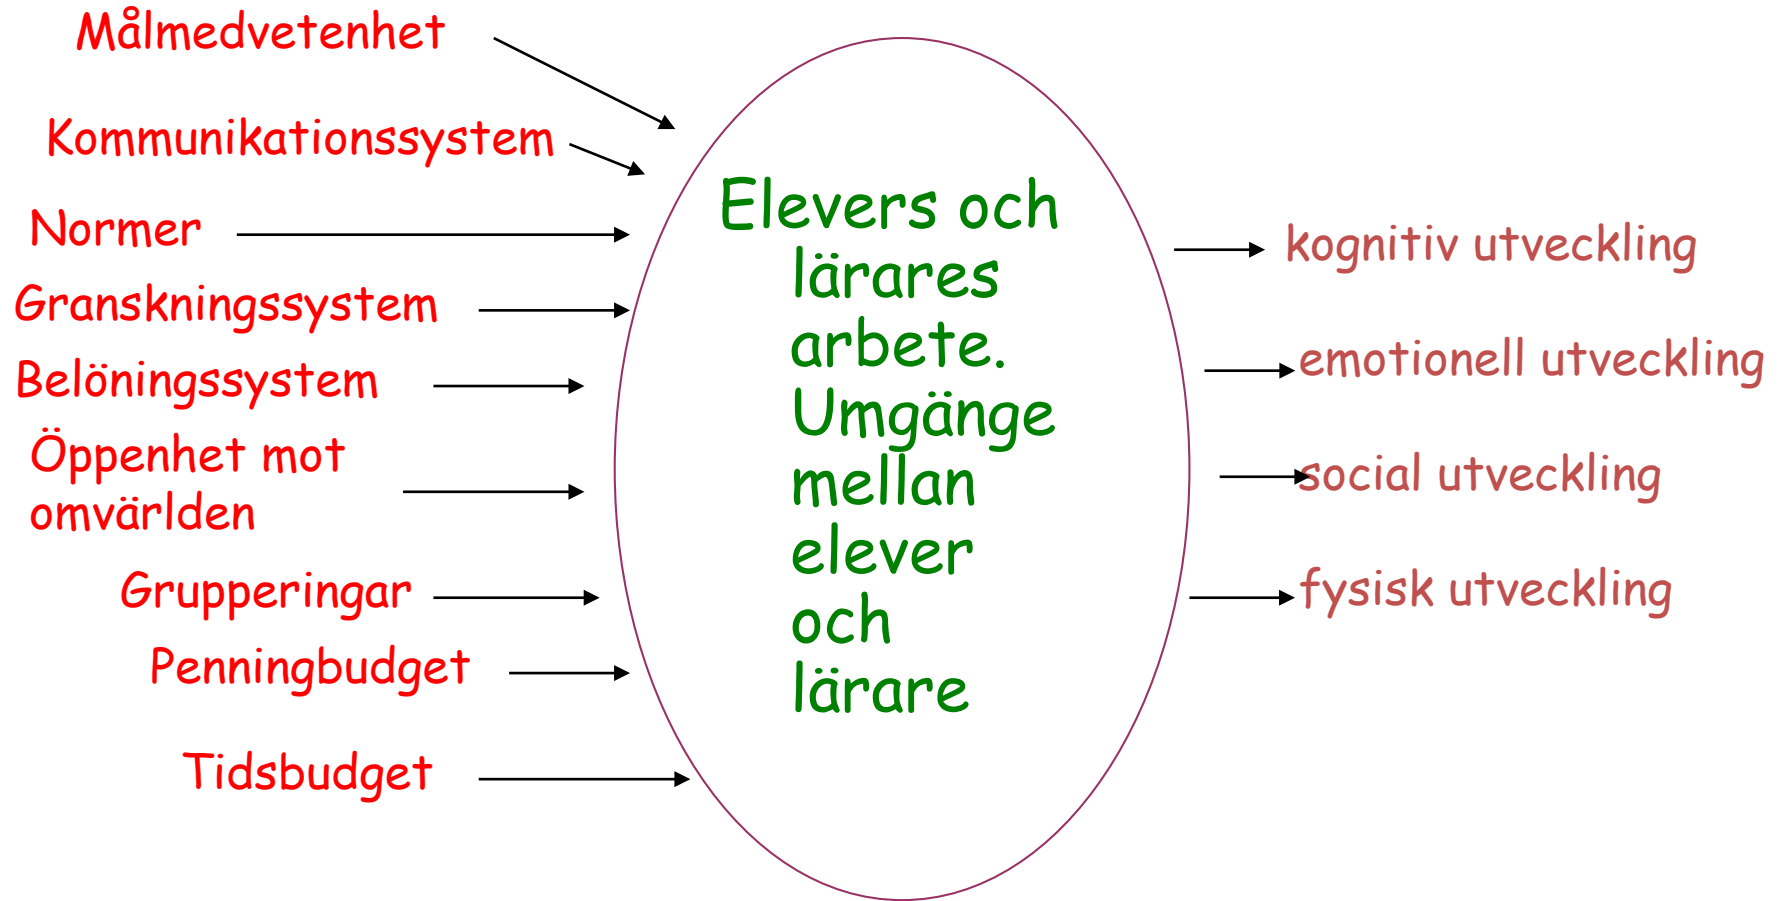 Målmedvetenhet
Kommunikationssystem
Normer
Granskningssystem
Belöningssystem
Öppenhet mot
omvärlden
Grupperingar
Penningbudget
Tidsbudget
Elevers och
lärares
arbete.
Umgänge
mellan
elever
och
lärare
kognitiv utveckling
emotionell utveckling
social utveckling
fysisk utveckling